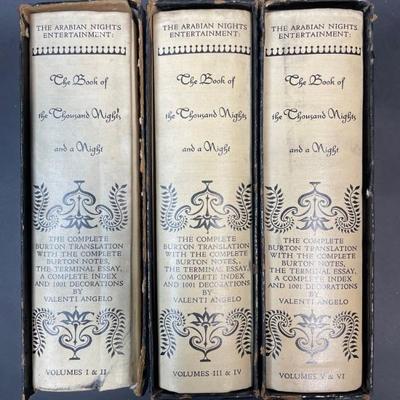 THE ARABIAN NIGHTS
ENTERTAINMENT:
The Book of
the Thousand Nights
and a Night
THE COMPLETE
BURTON TRANSLATION
WITH THE COMPLETE
BURTON NOTES,
THE TERMINAL ESSAY,
A COMPLETE INDEX
AND 1001 DECORATIONS
BY
VALENTI ANGELO
VOLUMES I & II
THE ARABIAN NIGHTS
ENTERTAINMENT:
The Book of
the Thousand Nights
and a Night
THE COMPLETE
BURTON TRANSLATION
WITH THE COMPLETE
BURTON NOTES,
THE TERMINAL ESSAY,
A COMPLETE INDEX
AND 1001 DECORATIONS
BY
VALENTI ANGELO
VOLUMES III & IV
THE ARABIAN NIGHTS
ENTERTAINMENT:
The Book of
the Thousand Nights
and a Night
THE COMPLETE
BURTON TRANSLATION
WITH THE COMPLETE
BURTON NOTES,
THE TERMINAL ESSAY,
A COMPLETE INDEX
AND 1001 DECORATIONS
BY
VALENTI ANGELO
VOLUMES V & VI